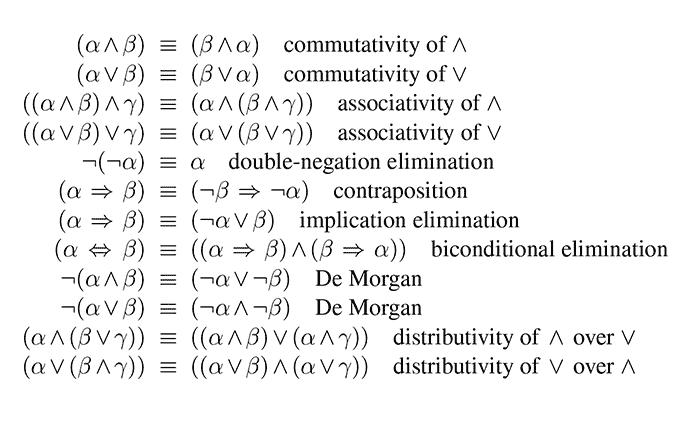 (α ∧ β) ≡ (β ∧ α) commutativity of ∧
(α ∨ β) ≡ (β ∨ α) commutativity of ∨
((α ∧ β) ∧ γ) ≡ (α ∧ (β ∧ γ)) associativity of ∧
((α ∨ β) ∨ γ) ≡ (α ∨ (β ∨ γ)) associativity of ∨
¬(¬α) ≡ α double-negation elimination
(α ⇒ β) ≡ (¬β ⇒ ¬α) contraposition
(α ⇒ β) ≡ (¬α ∨ β) implication elimination
(α ⇔ β) ≡ ((α ⇒ β) ∧ (β ⇒ α)) biconditional elimination
¬(α ∧ β) ≡ (¬α ∨ ¬β) De Morgan
¬(α ∨ β) ≡ (¬α ∧ ¬β) De Morgan
(α ∧ (β ∨ γ)) ≡ ((α ∧ β) ∨ (α ∧ γ)) distributivity of ∧ over ∨
(α ∨ (β ∧ γ)) ≡ ((α ∨ β) ∧ (α ∨ γ)) distributivity of ∨ over ∧